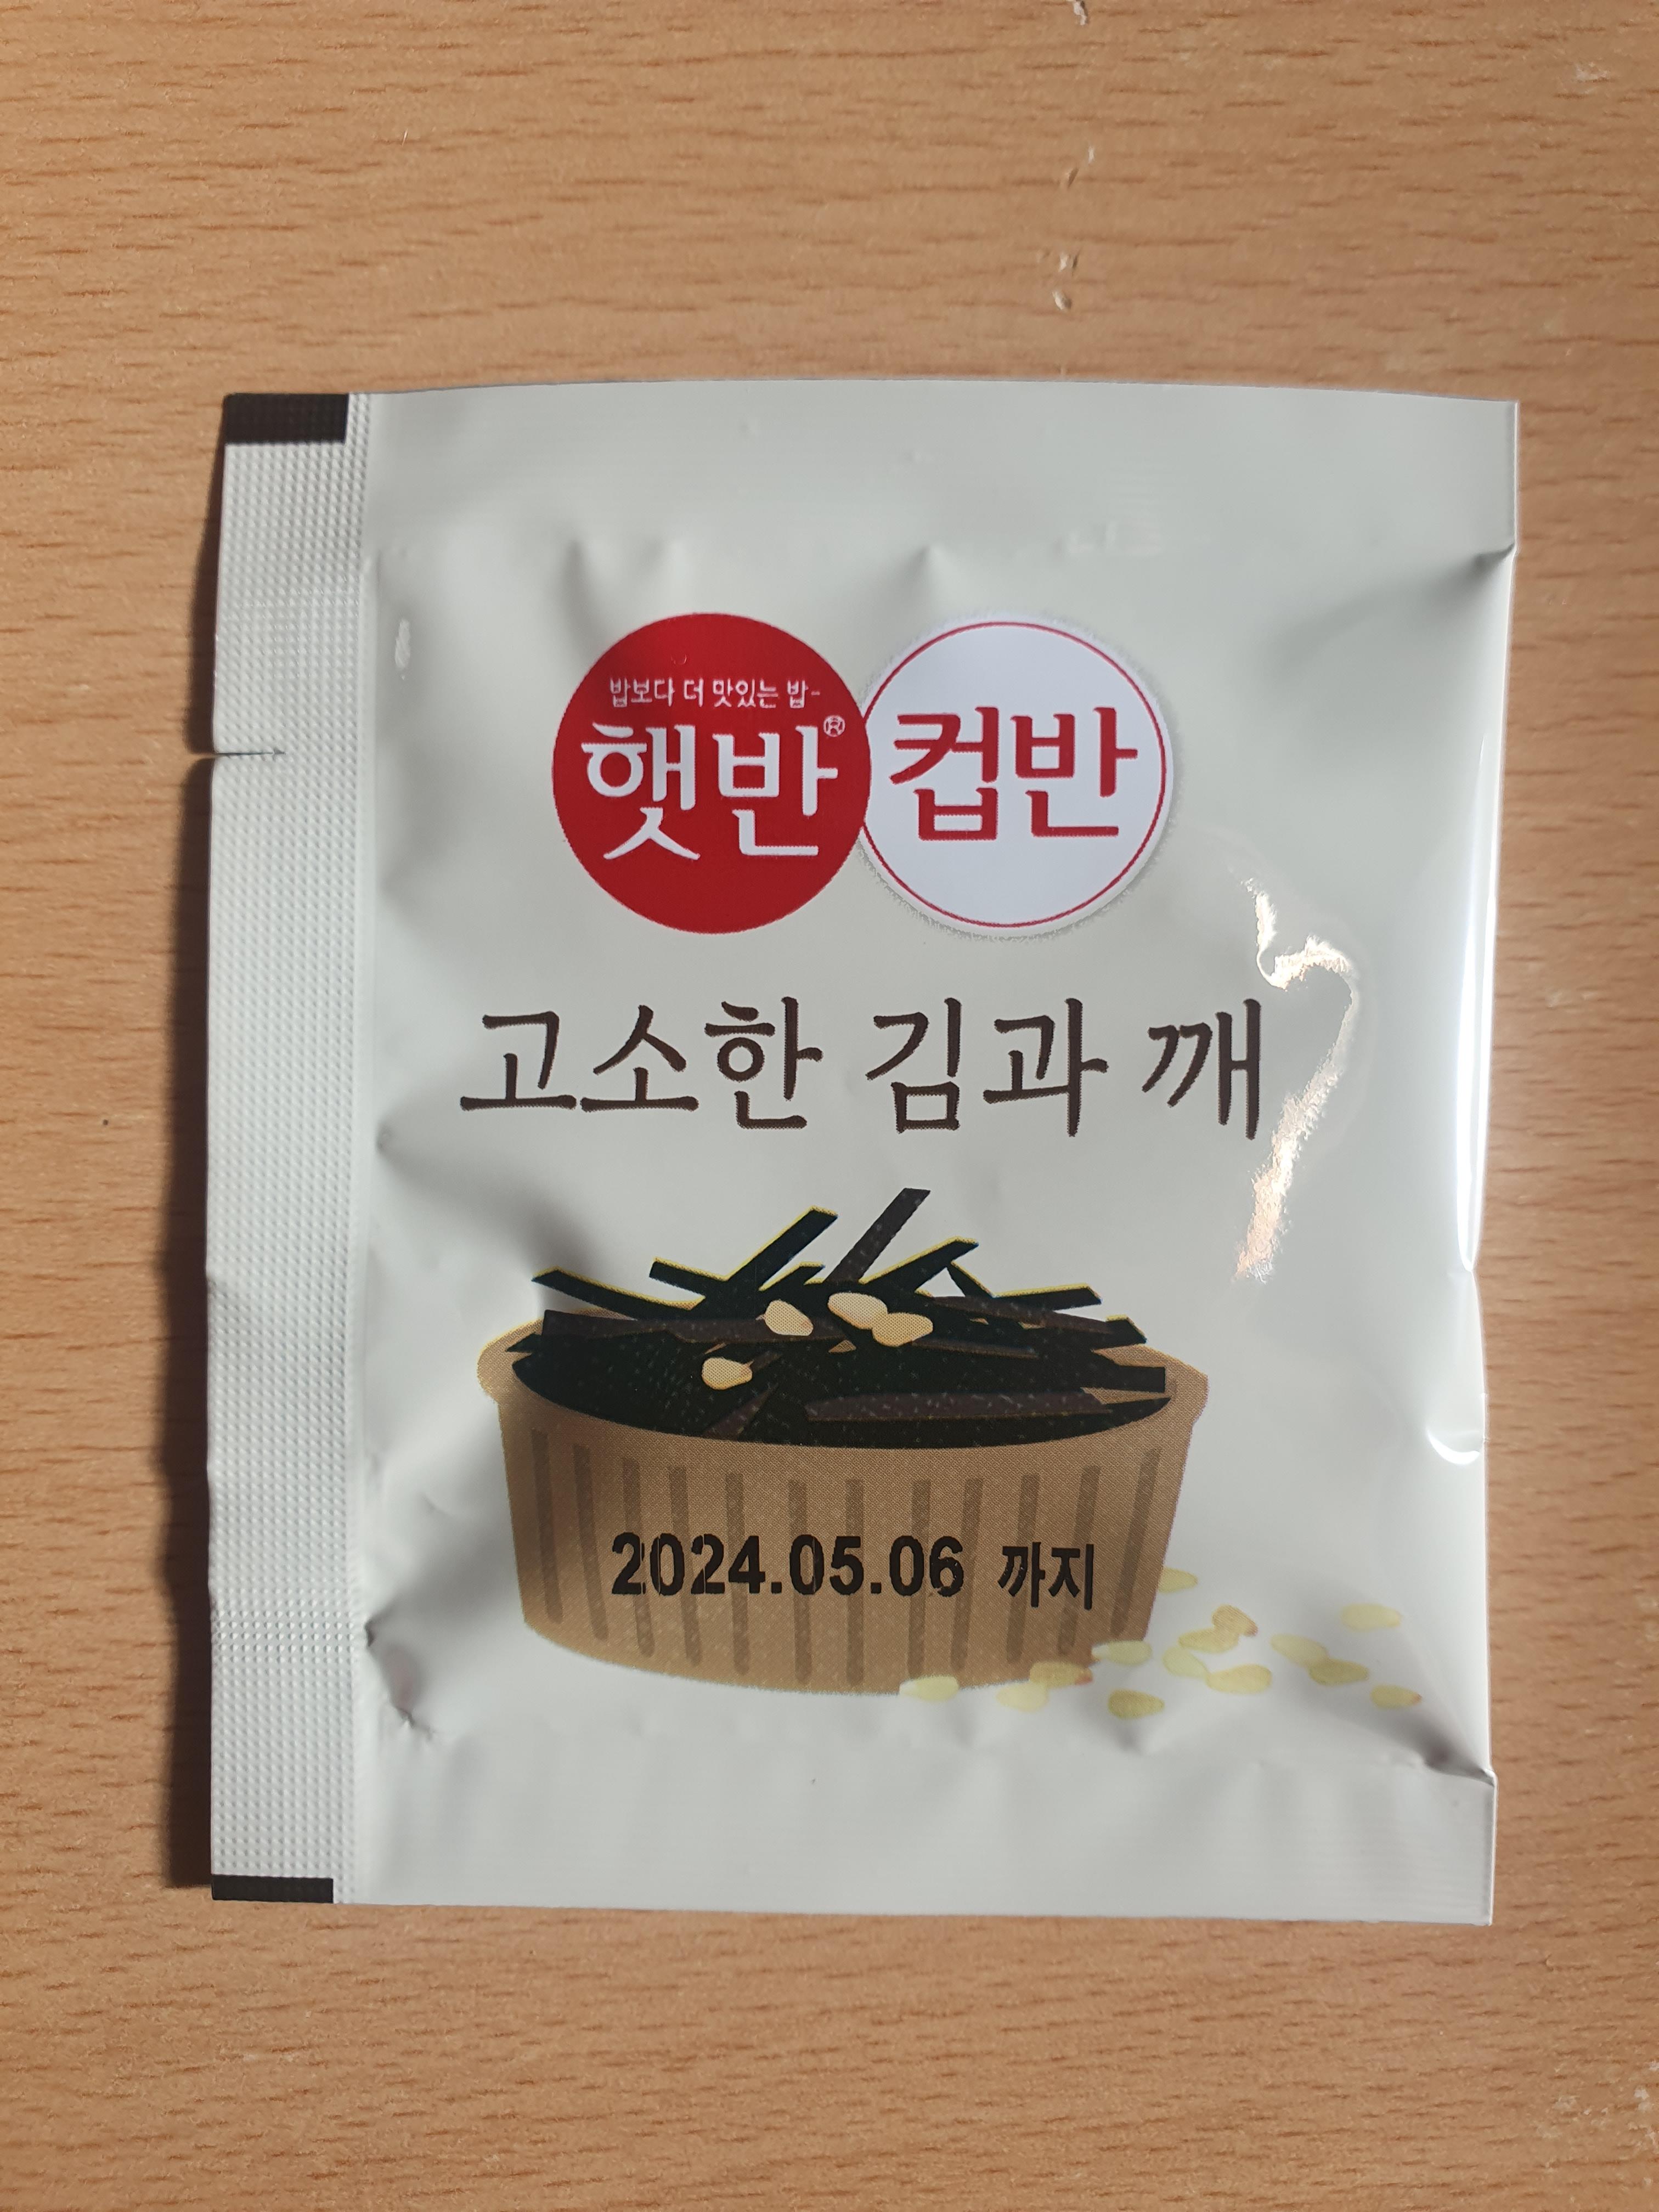 밥보다 더 맛있는 밥-
햇반® 컵반
고소한 김과 깨
2024.05.06 까지